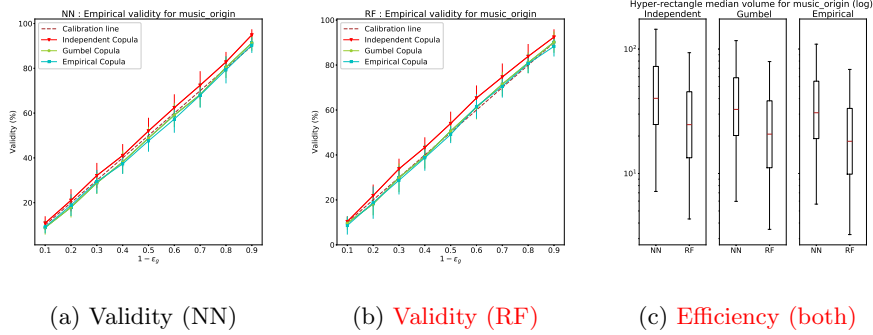 NN : Empirical validity for music_origin
Calibration line
Independent Copula
Gumbel Copula
Empirical Copula
Validity (%)
100
80
60
40
20
0.1 0.2 0.3 0.4 0.5 0.6 0.7 0.8 0.9
1 − ε_g
(a) Validity (NN)
RF : Empirical validity for music_origin
Calibration line
Independent Copula
Gumbel Copula
Empirical Copula
Validity (%)
100
80
60
40
20
0
0.1 0.2 0.3 0.4 0.5 0.6 0.7 0.8 0.9
1 − ε_g
(b) Validity (RF)
Hyper-rectangle median volume for music_origin (log)
Independent Gumbel Empirical
10²
10¹
NN RF NN RF NN RF
(c) Efficiency (both)